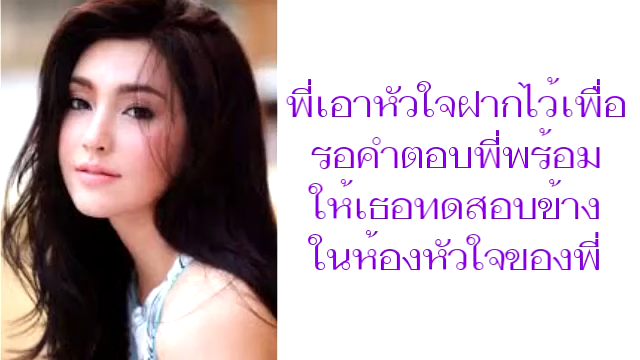 พี่เอาหัวใจฝากไว้เพื่อ
รอคำตอบพี่พร้อม
ให้เธอทดสอบข้าง
ในห้องหัวใจของพี่